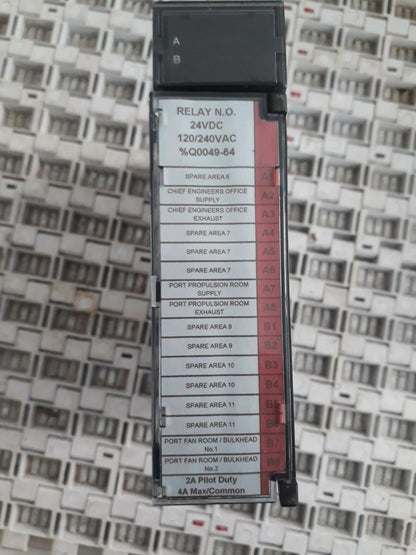 A
B
RELAY N.O.
24VDC
120/240VAC
%Q0049-64
SPARE AREA 6 A1
CHIEF ENGINEERS OFFICE
SUPPLY A2
CHIEF ENGINEERS OFFICE
EXHAUST A3
SPARE AREA 7 A4
SPARE AREA 7 A5
SPARE AREA 7 A6
PORT PROPULSION ROOM
SUPPLY A7
PORT PROPULSION ROOM
EXHAUST A8
SPARE AREA 9 B1
SPARE AREA 9 B2
SPARE AREA 10 B3
SPARE AREA 10 B4
SPARE AREA 11 B5
SPARE AREA 11 B6
PORT FAN ROOM / BULKHEAD
No.1 B7
PORT FAN ROOM / BULKHEAD
No.2 B8
2A Pilot Duty
4A Max/Common